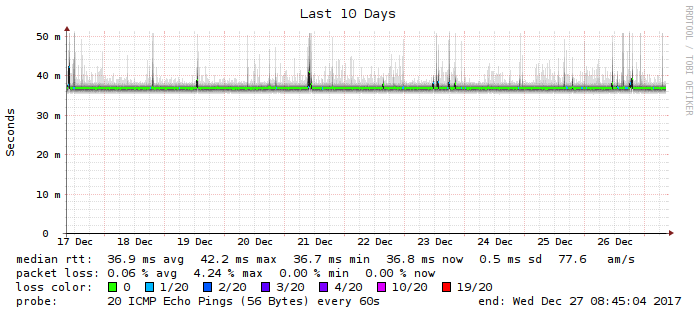 Last 10 Days
RRDTOOL / TOBI OETIKER
Seconds
50 m
40 m
30 m
20 m
10 m
0
17 Dec 18 Dec 19 Dec 20 Dec 21 Dec 22 Dec 23 Dec 24 Dec 25 Dec 26 Dec
median rtt: 36.9 ms avg 42.2 ms max 36.7 ms min 36.8 ms now 0.5 ms sd 77.6 am/s
packet loss: 0.06 % avg 4.24 % max 0.00 % min 0.00 % now
loss color: 0 1/20 2/20 3/20 4/20 10/20 19/20
probe: 20 ICMP Echo Pings (56 Bytes) every 60s end: Wed Dec 27 08:45:04 2017